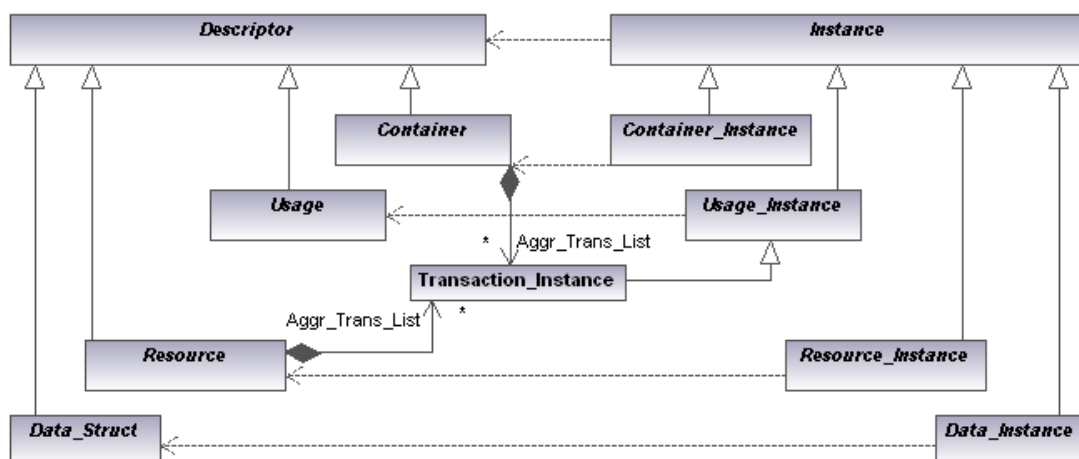 Descriptor
Instance
Container
Container_Instance
Usage
Usage_Instance
* Aggr_Trans_List
Transaction_Instance
Aggr_Trans_List *
Resource
Resource_Instance
Data_Struct
Data_Instance